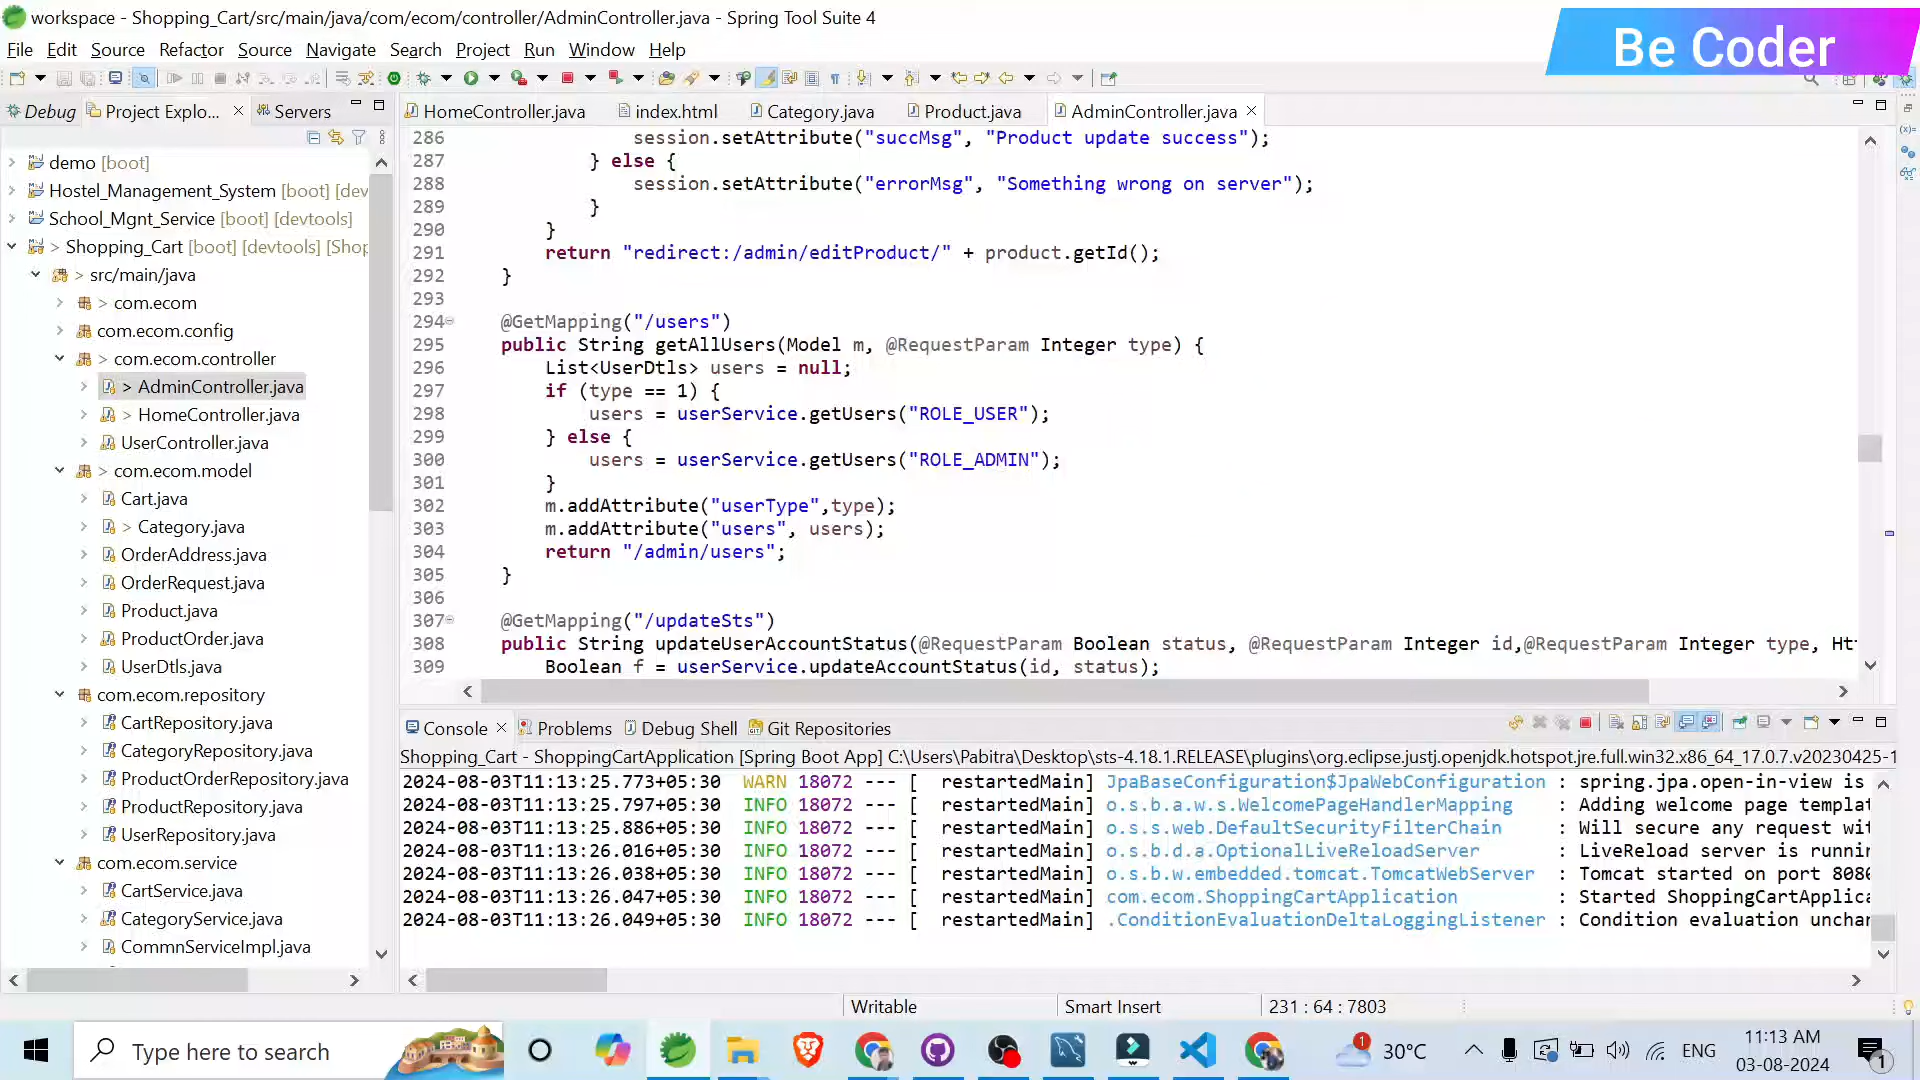 workspace - Shopping_Cart/src/main/java/com/ecom/controller/AdminController.java - Spring Tool Suite 4
Be Coder
File Edit Source Refactor Source Navigate Search Project Run Window Help
Debug Project Explo... Servers
HomeController.java index.html Category.java Product.java AdminController.java
demo [boot]
Hostel_Management_System [boot] [dev
School_Mgnt_Service [boot] [devtools]
> Shopping_Cart [boot] [devtools] [Shop
> src/main/java
> com.ecom
com.ecom.config
> com.ecom.controller
> AdminController.java
> HomeController.java
UserController.java
> com.ecom.model
Cart.java
> Category.java
OrderAddress.java
OrderRequest.java
Product.java
ProductOrder.java
UserDtls.java
com.ecom.repository
CartRepository.java
CategoryRepository.java
ProductOrderRepository.java
ProductRepository.java
UserRepository.java
com.ecom.service
CartService.java
CategoryService.java
CommnServiceImpl.java
286 session.setAttribute("succMsg", "Product update success");
287 } else {
288 session.setAttribute("errorMsg", "Something wrong on server");
289 }
290 }
291 return "redirect:/admin/editProduct/" + product.getId();
292 }
293
294 @GetMapping("/users")
295 public String getAllUsers(Model m, @RequestParam Integer type) {
296 List<UserDtls> users = null;
297 if (type == 1) {
298 users = userService.getUsers("ROLE_USER");
299 } else {
300 users = userService.getUsers("ROLE_ADMIN");
301 }
302 m.addAttribute("userType",type);
303 m.addAttribute("users", users);
304 return "/admin/users";
305 }
306
307 @GetMapping("/updateSts")
308 public String updateUserAccountStatus(@RequestParam Boolean status, @RequestParam Integer id,@RequestParam Integer type, Ht
309 Boolean f = userService.updateAccountStatus(id, status);
Console Problems Debug Shell Git Repositories
Shopping_Cart - ShoppingCartApplication [Spring Boot App] C:\Users\Pabitra\Desktop\sts-4.18.1.RELEASE\plugins\org.eclipse.justj.openjdk.hotspot.jre.full.win32.x86_64_17.0.7.v20230425-1
2024-08-03T11:13:25.773+05:30 WARN 18072 --- [ restartedMain] JpaBaseConfiguration$JpaWebConfiguration : spring.jpa.open-in-view is
2024-08-03T11:13:25.797+05:30 INFO 18072 --- [ restartedMain] o.s.b.a.w.s.WelcomePageHandlerMapping : Adding welcome page templat
2024-08-03T11:13:25.886+05:30 INFO 18072 --- [ restartedMain] o.s.s.web.DefaultSecurityFilterChain : Will secure any request wit
2024-08-03T11:13:26.016+05:30 INFO 18072 --- [ restartedMain] o.s.b.d.a.OptionalLiveReloadServer : LiveReload server is runnin
2024-08-03T11:13:26.038+05:30 INFO 18072 --- [ restartedMain] o.s.b.w.embedded.tomcat.TomcatWebServer : Tomcat started on port 8080
2024-08-03T11:13:26.047+05:30 INFO 18072 --- [ restartedMain] com.ecom.ShoppingCartApplication : Started ShoppingCartApplica
2024-08-03T11:13:26.049+05:30 INFO 18072 --- [ restartedMain] .ConditionEvaluationDeltaLoggingListener : Condition evaluation unchan
Writable Smart Insert 231 : 64 : 7803
Type here to search 1 30°C ENG 11:13 AM
03-08-2024 1